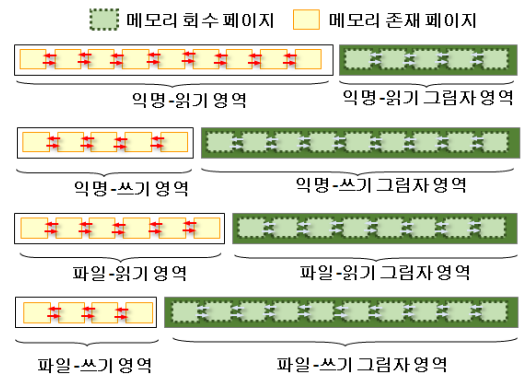 메모리 회수 페이지 메모리 존재 페이지
익명-읽기 영역 익명-읽기 그림자 영역
익명-쓰기 영역 익명-쓰기 그림자 영역
파일-읽기 영역 파일-읽기 그림자 영역
파일-쓰기 영역 파일-쓰기 그림자 영역